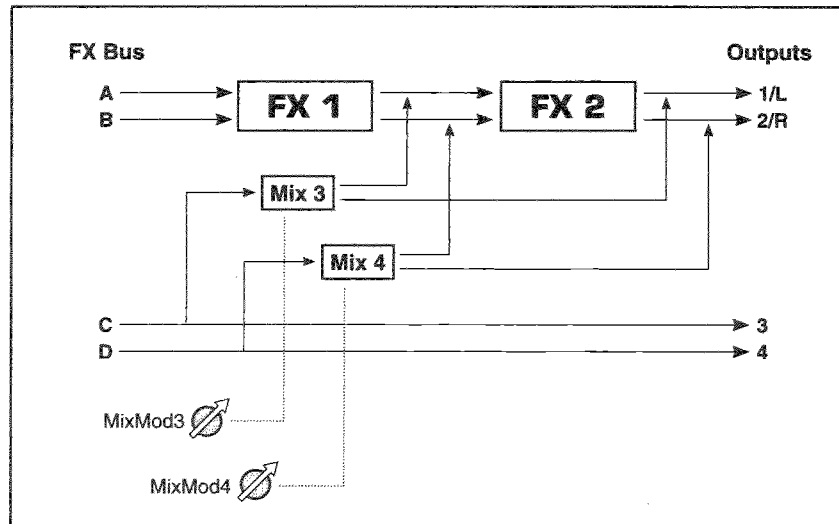 FX Bus
Outputs
A
FX 1
FX 2
1/L
B
2/R
Mix 3
Mix 4
C
3
D
4
MixMod3
MixMod4